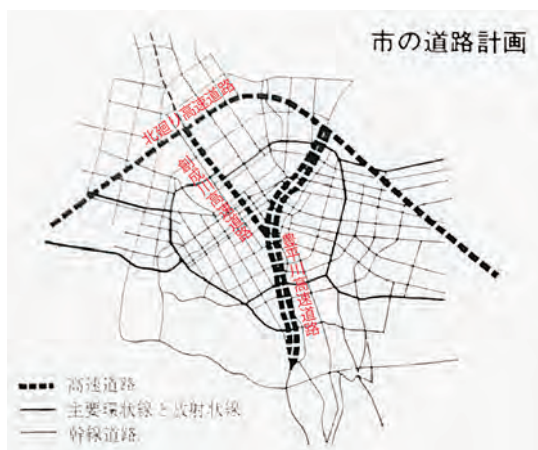 市の道路計画
北廻り高速道路
創成川高速道路
豊平川高速道路
高速道路
主要環状線と放射状線
幹線道路